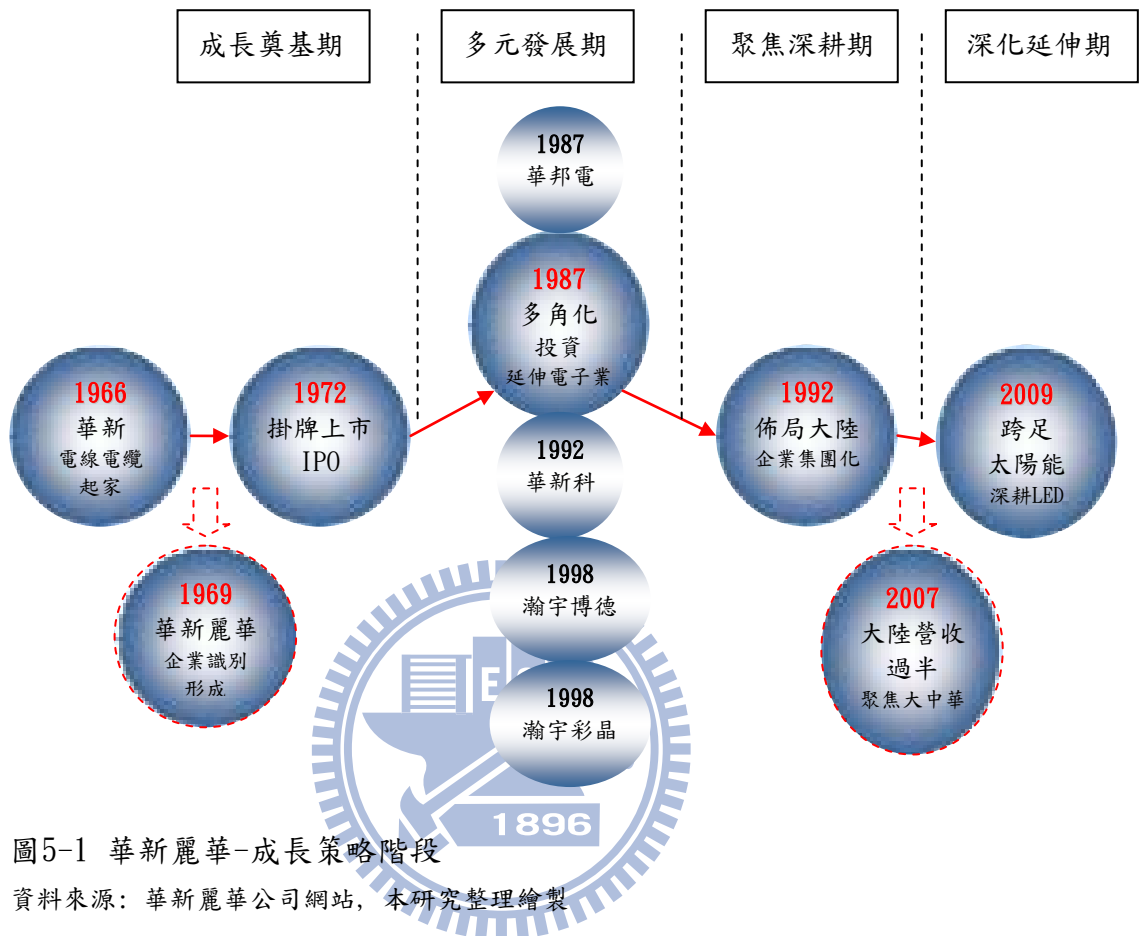 成長奠基期
多元發展期
聚焦深耕期
深化延伸期
1987
華邦電
1987
多角化
投資
延伸電子業
1966
華新
電線電纜
起家
1972
掛牌上市
IPO
1992
佈局大陸
企業集團化
2009
跨足
太陽能
深耕LED
1992
華新科
1969
華新麗華
企業識別
形成
1998
瀚宇博德
2007
大陸營收
過半
聚焦大中華
1998
瀚宇彩晶
1896
圖5-1 華新麗華-成長策略階段
資料來源：華新麗華公司網站，本研究整理繪製